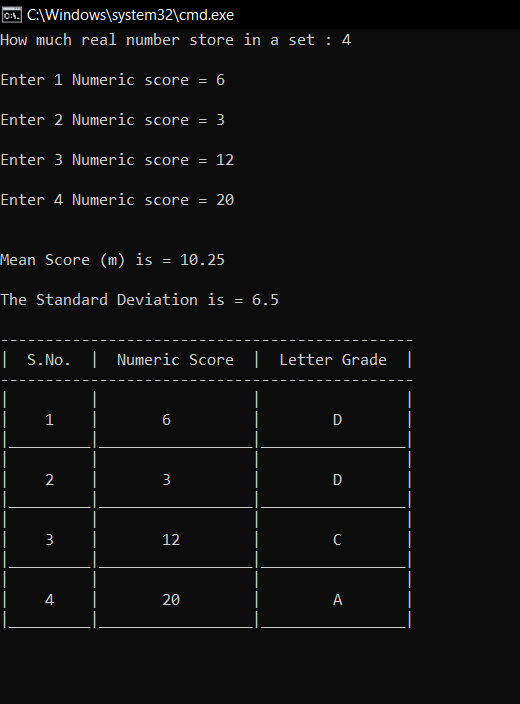 C:\Windows\system32\cmd.exe
How much real number store in a set : 4
Enter 1 Numeric score = 6
Enter 2 Numeric score = 3
Enter 3 Numeric score = 12
Enter 4 Numeric score = 20
Mean Score (m) is = 10.25
The Standard Deviation is = 6.5
----------------------------------------------
| S.No. | Numeric Score | Letter Grade |
----------------------------------------------
| 1 | 6 | D |
| 2 | 3 | D |
| 3 | 12 | C |
| 4 | 20 | A |